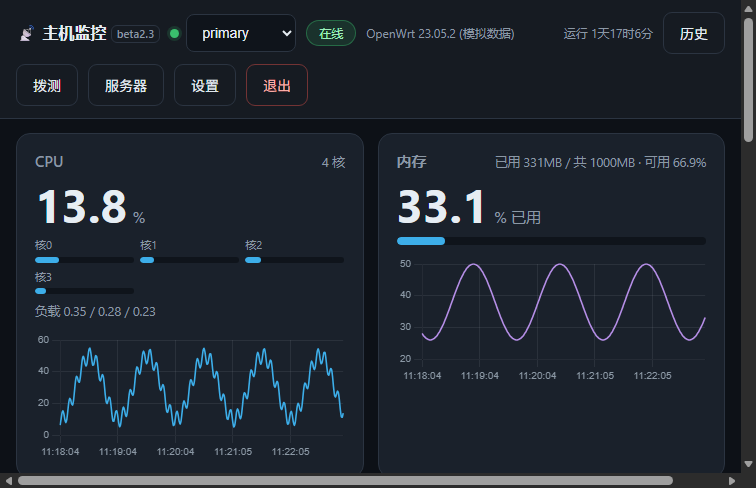 主机监控 beta2.3 primary 在线 OpenWrt 23.05.2 (模拟数据) 运行 1天17时6分 历史
拨测 服务器 设置 退出
CPU 4 核
13.8 %
核0 核1 核2
核3
负载 0.35 / 0.28 / 0.23
60
40
20
0
11:18:04 11:19:04 11:20:04 11:21:05 11:22:05
内存 已用 331MB / 共 1000MB · 可用 66.9%
33.1 % 已用
50
40
30
20
11:18:04 11:19:04 11:20:04 11:21:05 11:22:05